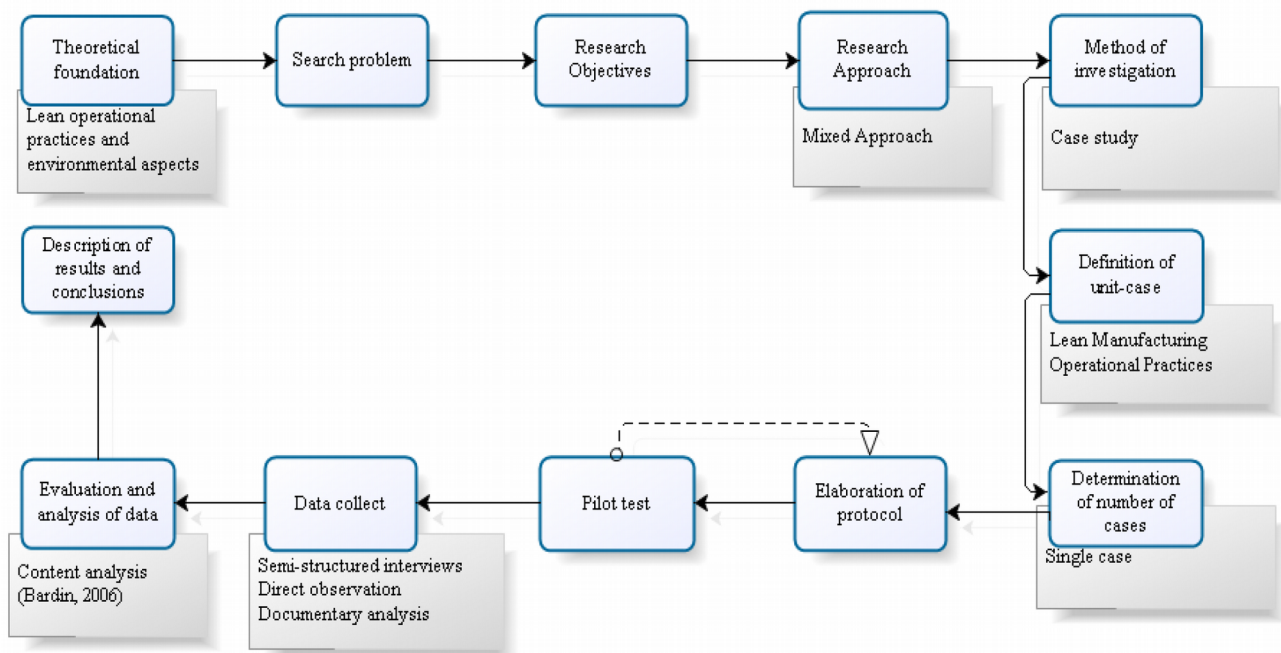 Theoretical
foundation
Lean operational
practices and
environmental aspects
Search problem
Research
Objectives
Research
Approach
Mixed Approach
Method of
investigation
Case study
Definition of
unit-case
Lean Manufacturing
Operational Practices
Determination
of number of
cases
Single case
Elaboration of
protocol
Pilot test
Data collect
Semi-structured interviews
Direct observation
Documentary analysis
Evaluation and
analysis of data
Content analysis
(Bardin, 2006)
Description of
results and
conclusions